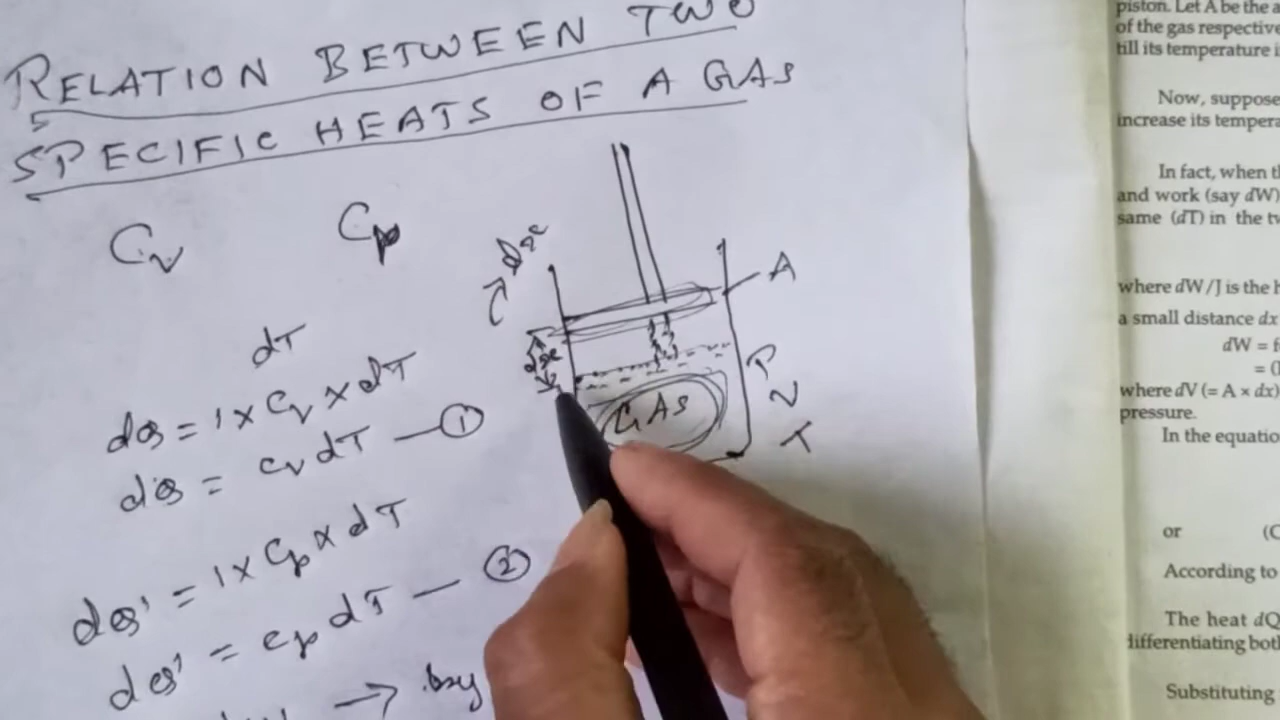 RELATION BETWEEN TWO
SPECIFIC HEATS OF A GAS
Cv Cp
dx
A
dT
dx
P
V
T
GAS
dQ = 1 × Cv × dT
dQ = Cv dT — ①
dQ' = 1 × Cp × dT
dQ' = Cp dT — ②
→ by
piston. Let A be the a
of the gas respective
till its temperature i
Now, suppose
increase its tempera
In fact, when t
and work (say dW)
same (dT) in the tw
where dW/J is the h
a small distance dx
dW = f
= (
where dV (= A × dx)
pressure.
In the equatio
or (C
According to
The heat dQ
differentiating bot
Substituting